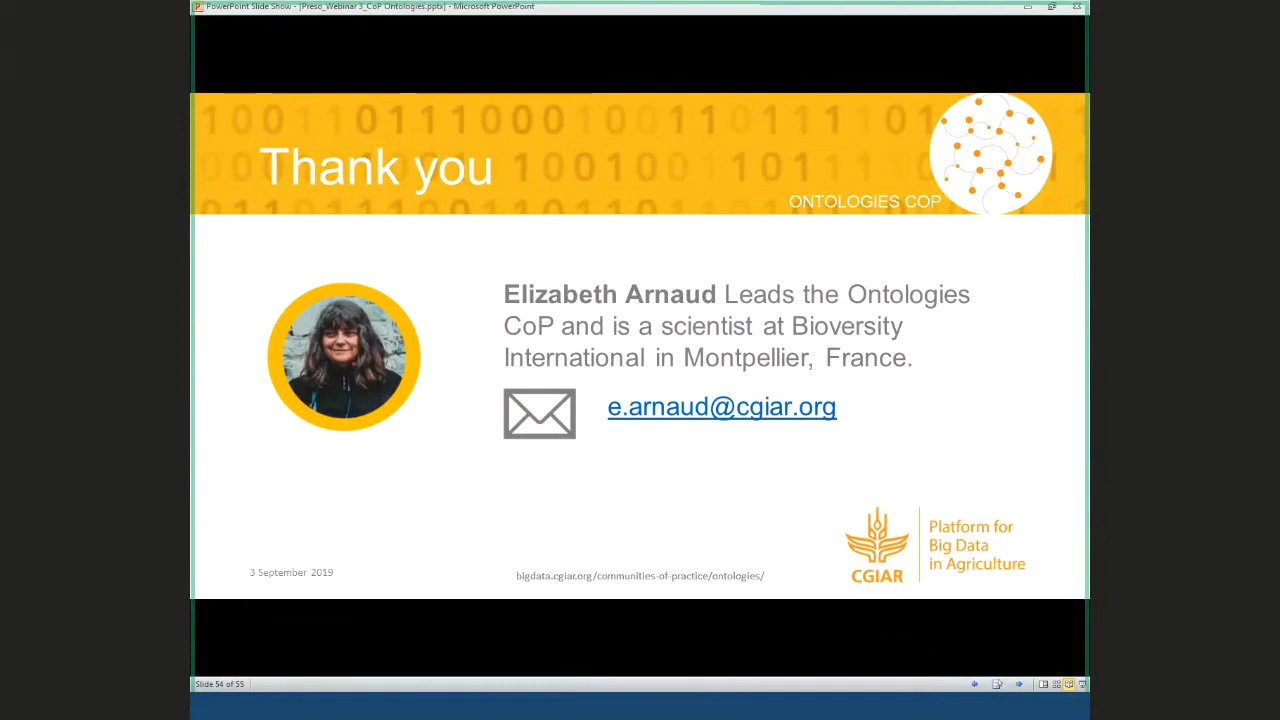 PowerPoint Slide Show - [Preso_Webinar 3_CoP Ontologies.pptx] - Microsoft PowerPoint
Thank you
ONTOLOGIES COP
Elizabeth Arnaud Leads the Ontologies
CoP and is a scientist at Bioversity
International in Montpellier, France.
e.arnaud@cgiar.org
CGIAR
Platform for
Big Data
in Agriculture
3 September 2019
bigdata.cgiar.org/communities-of-practice/ontologies/
Slide 54 of 55